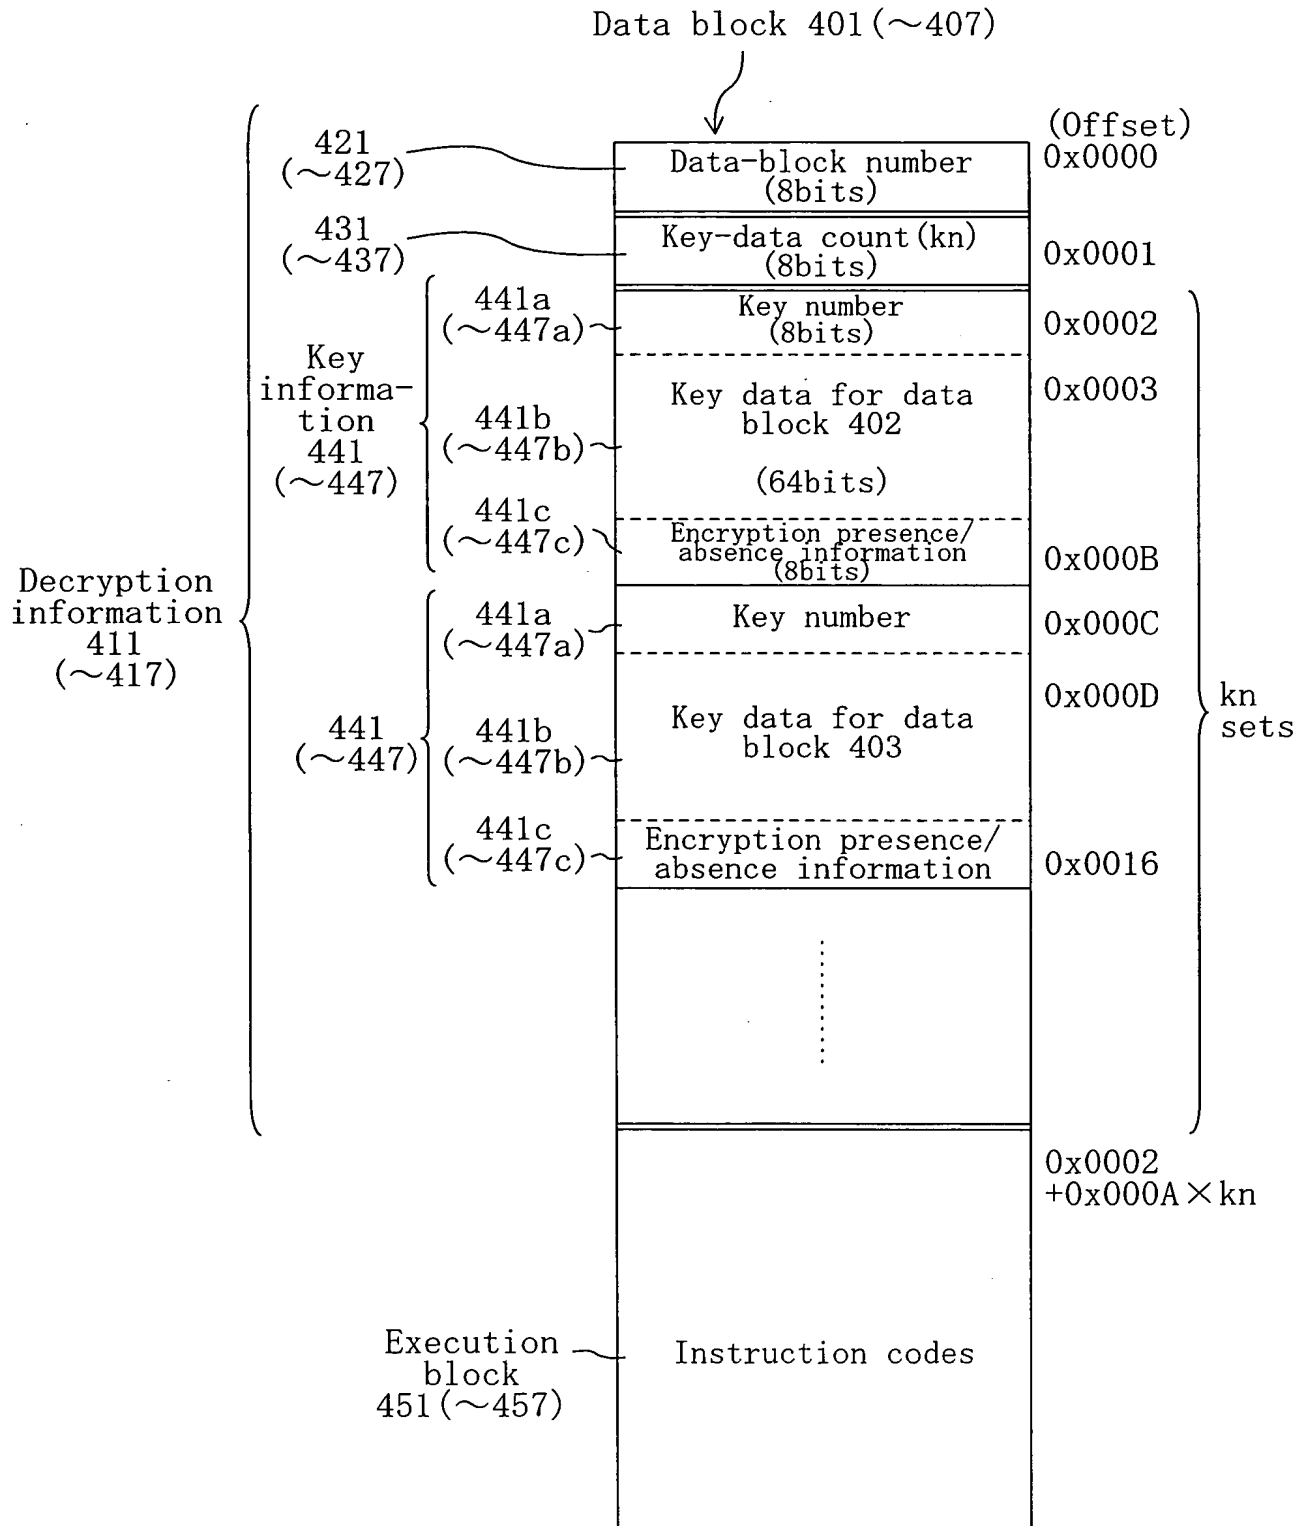 Data block 401(～407)
(Offset)
421
(～427)
Data-block number
(8bits)
0x0000
431
(～437)
Key-data count(kn)
(8bits)
0x0001
441a
(～447a)
Key number
(8bits)
0x0002
Key
informa-
tion
441
(～447)
441b
(～447b)
Key data for data
block 402
(64bits)
0x0003
441c
(～447c)
Encryption presence/
absence information
(8bits)
0x000B
Decryption
information
411
(～417)
441a
(～447a)
Key number
0x000C
441
(～447)
441b
(～447b)
Key data for data
block 403
0x000D
kn
sets
441c
(～447c)
Encryption presence/
absence information
0x0016
0x0002
+0x000A×kn
Execution
block
451(～457)
Instruction codes